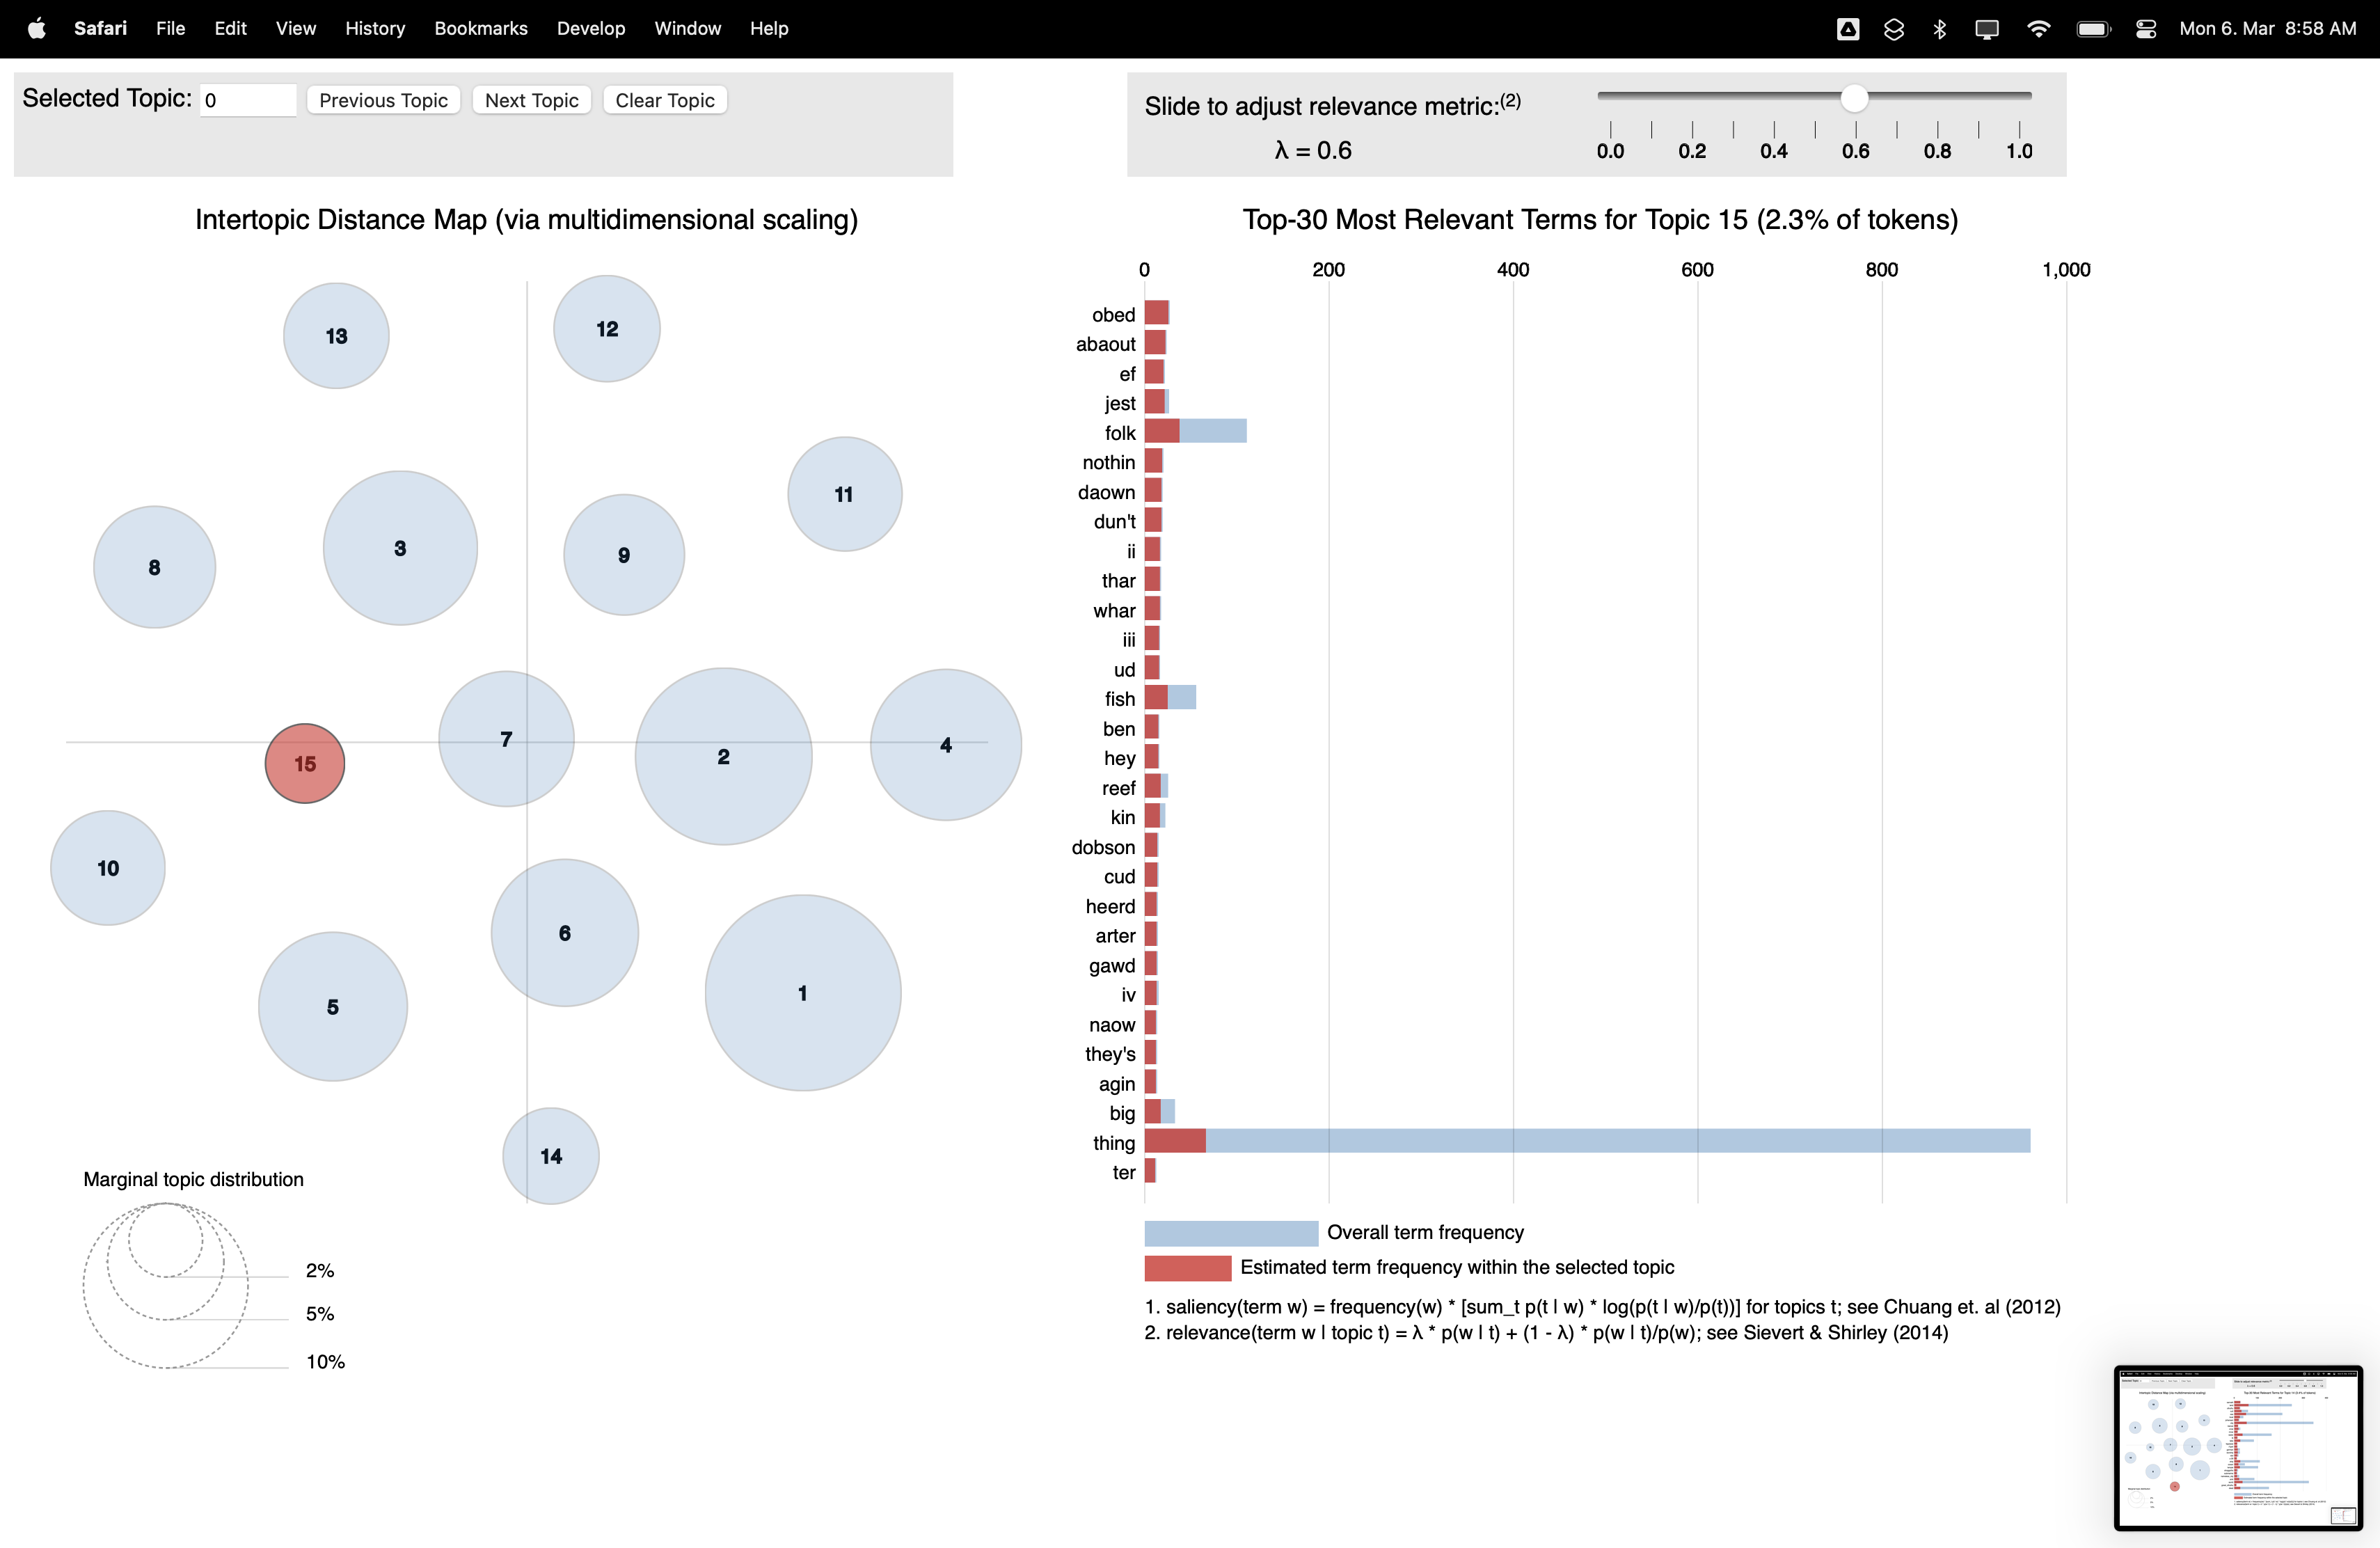 Safari File Edit View History Bookmarks Develop Window Help Mon 6. Mar 8:58 AM
Selected Topic: 0 Previous Topic Next Topic Clear Topic
Slide to adjust relevance metric:(2)
λ = 0.6
0.0 0.2 0.4 0.6 0.8 1.0
Intertopic Distance Map (via multidimensional scaling)
13
12
11
3
9
8
7
4
2
15
10
6
1
5
14
Marginal topic distribution
2%
5%
10%
Top-30 Most Relevant Terms for Topic 15 (2.3% of tokens)
0 200 400 600 800 1,000
obed
abaout
ef
jest
folk
nothin
daown
dun't
ii
thar
whar
iii
ud
fish
ben
hey
reef
kin
dobson
cud
heerd
arter
gawd
iv
naow
they's
agin
big
thing
ter
Overall term frequency
Estimated term frequency within the selected topic
1. saliency(term w) = frequency(w) * [sum_t p(t | w) * log(p(t | w)/p(t))] for topics t; see Chuang et. al (2012)
2. relevance(term w | topic t) = λ * p(w | t) + (1 - λ) * p(w | t)/p(w); see Sievert & Shirley (2014)